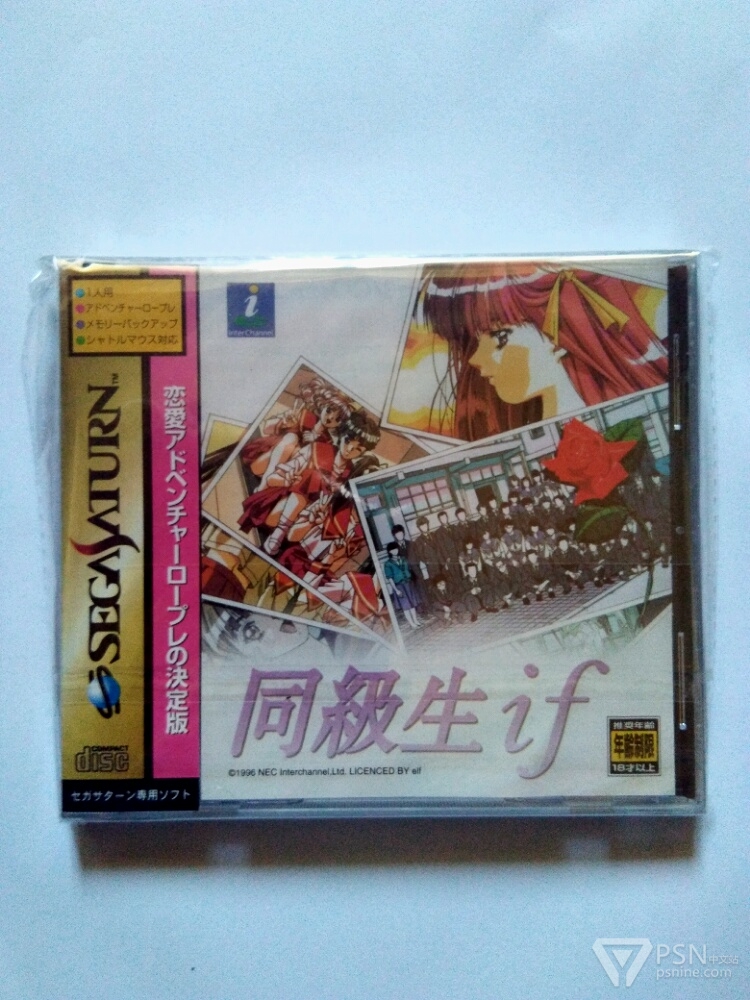 1人用
アドベンチャーロープレ
メモリーバックアップ
シャトルマウス対応
SEGA SATURN™
COMPACT
disc
セガサターン専用ソフト
恋愛アドベンチャーロープレの決定版
i
InterChannel
同級生if
©1996 NEC Interchannel,Ltd. LICENCED BY elf
推奨年齢
年齢制限
18才以上
PSN中文站
psnine.com